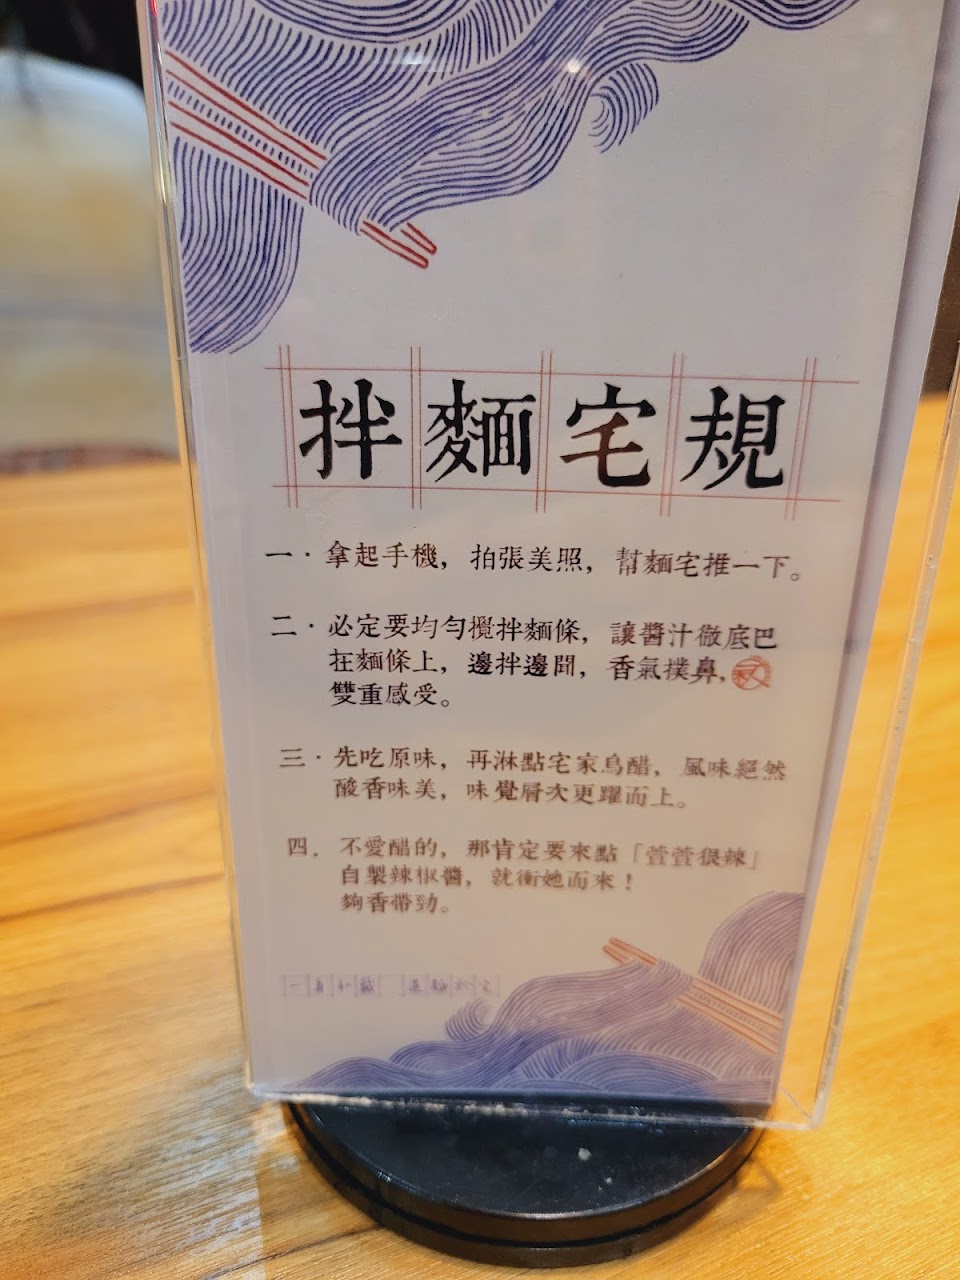 拌麵宅規
一・拿起手機，拍張美照，幫麵宅推一下。
二・必定要均勻攪拌麵條，讓醬汁徹底巴
在麵條上，邊拌邊聞，香氣撲鼻，
雙重感受。
三・先吃原味，再淋點宅家烏醋，風味絕然
酸香味美，味覺層次更躍而上。
四．不愛醋的，那肯定要來點「萱萱狠辣」
自製辣椒醬，就衝她而來！
夠香帶勁。